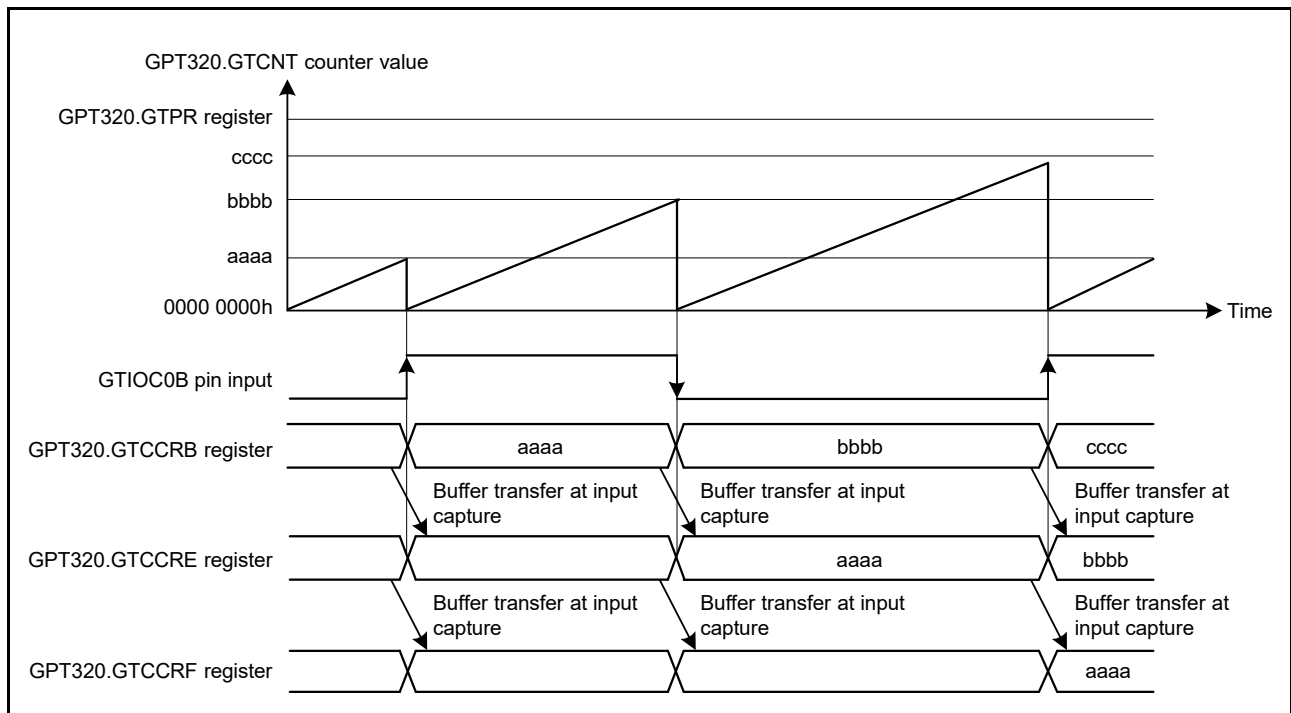 GPT320.GTCNT counter value
GPT320.GTPR register
cccc
bbbb
aaaa
0000 0000h
Time
GTIOC0B pin input
GPT320.GTCCRB register
aaaa
bbbb
cccc
Buffer transfer at input
capture
Buffer transfer at input
capture
Buffer transfer at
input capture
GPT320.GTCCRE register
aaaa
bbbb
Buffer transfer at input
capture
Buffer transfer at input
capture
Buffer transfer at
input capture
GPT320.GTCCRF register
aaaa